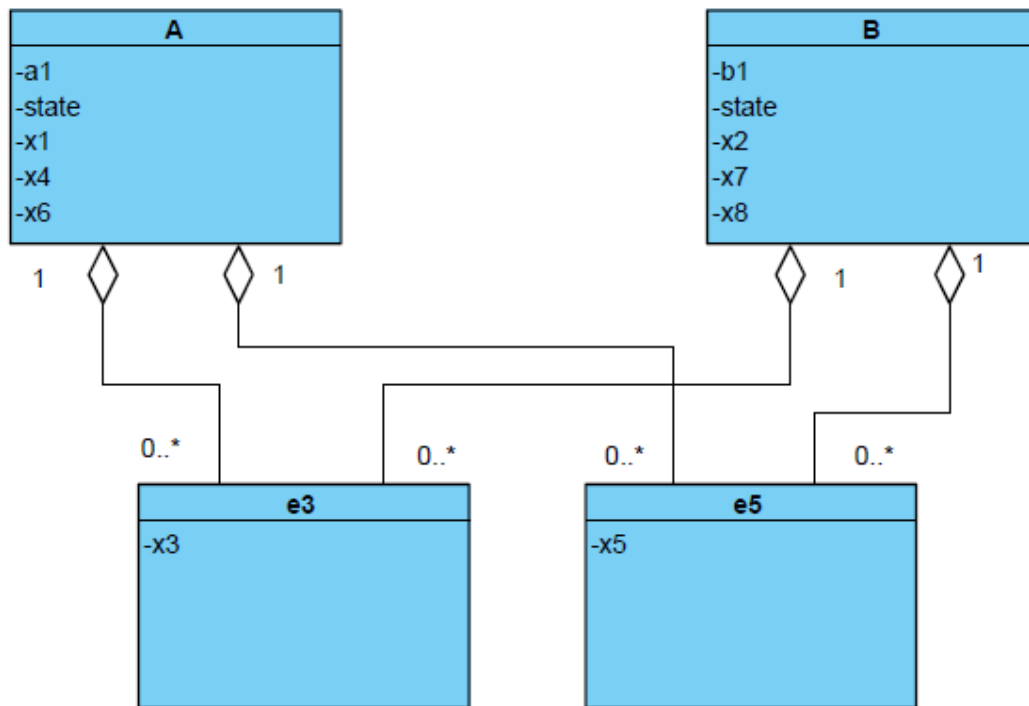 A
-a1
-state
-x1
-x4
-x6
B
-b1
-state
-x2
-x7
-x8
1
1
1
1
0..*
0..*
0..*
0..*
e3
-x3
e5
-x5